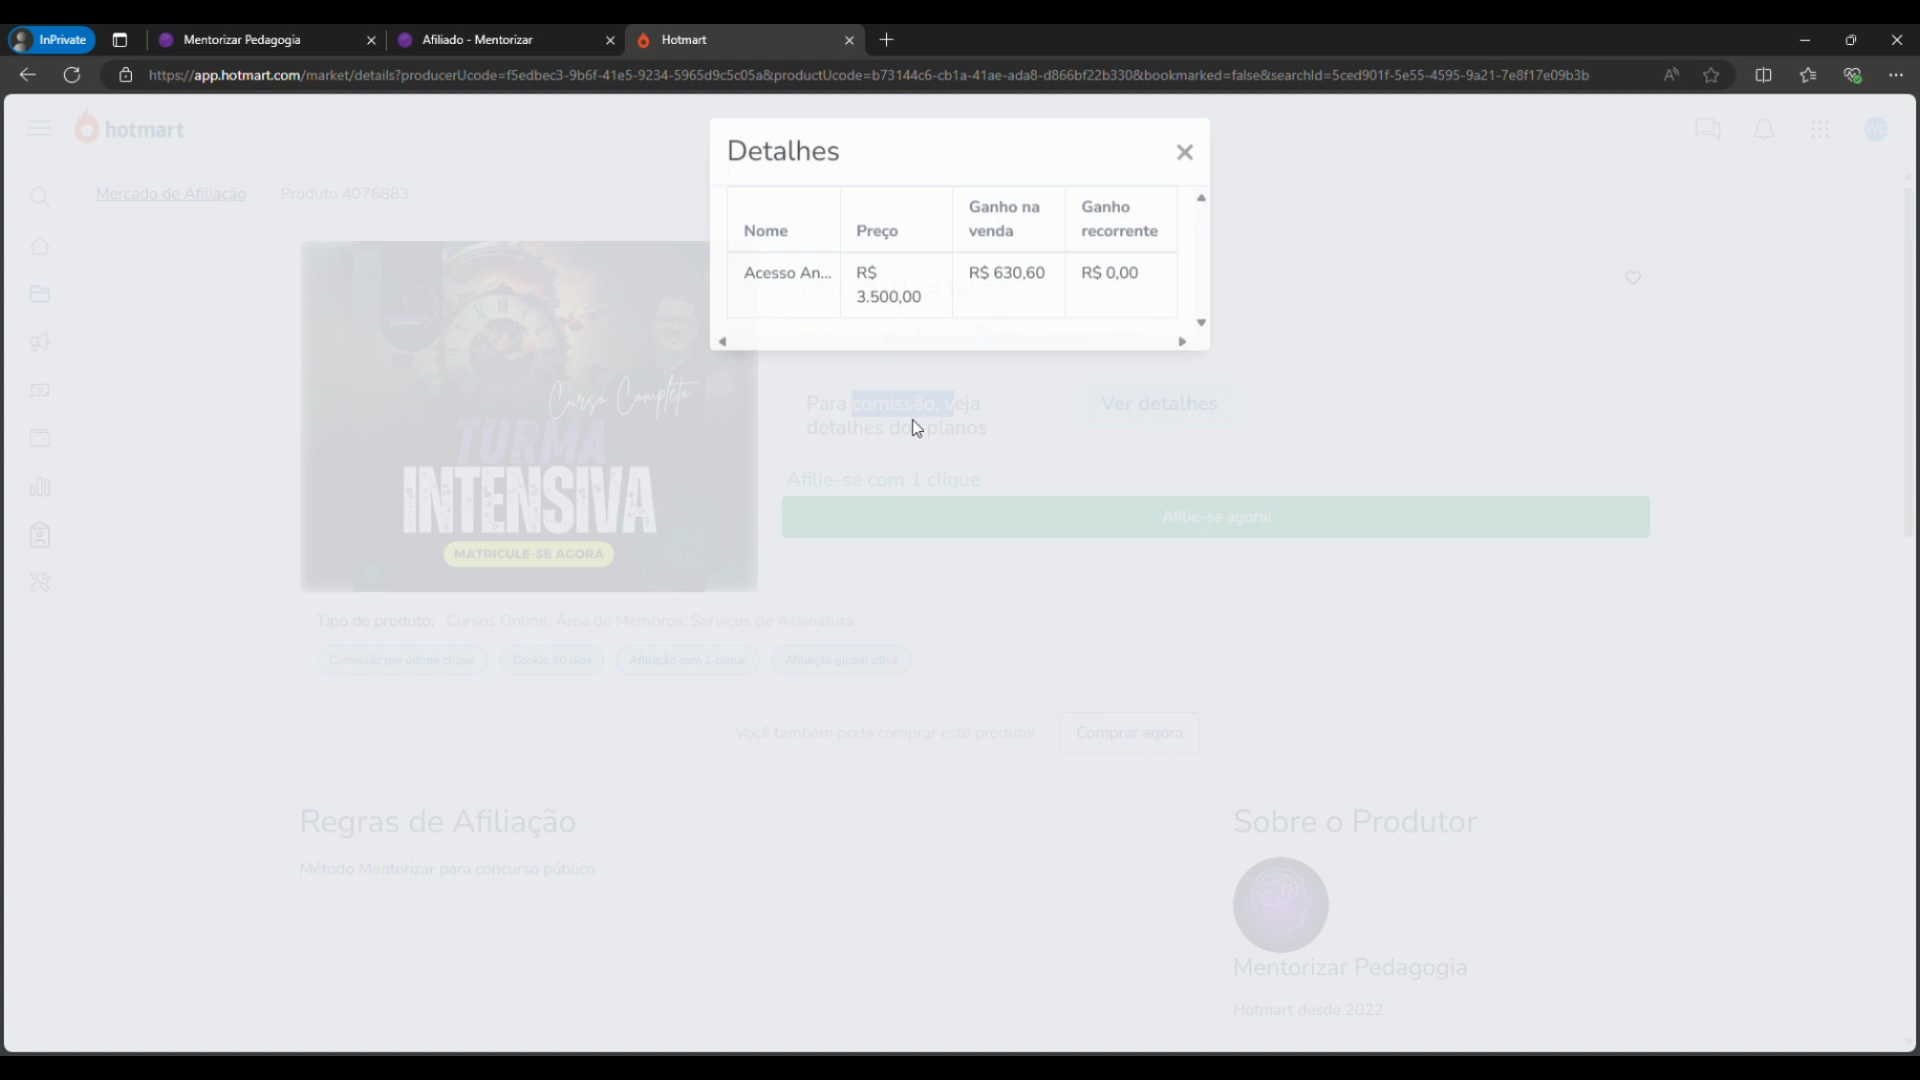 InPrivate
Mentorizar Pedagogia
Afiliado - Mentorizar
Hotmart
https://app.hotmart.com/market/details?producerUcode=f5edbec3-9b6f-41e5-9234-5965d9c5c05a&productUcode=b73144c6-cb1a-41ae-ada8-d866bf22b330&bookmarked=false&searchId=5ced901f-5e55-4595-9a21-7e8f17e09b3b
hotmart
Mercado de Afiliação
Produto 4076883
Detalhes
Nome
Preço
Ganho na venda
Ganho recorrente
Acesso An...
R$ 3.500,00
R$ 630,60
R$ 0,00
Curso Completo
TURMA
INTENSIVA
MATRICULE-SE AGORA
Para comissão, veja
detalhes dos planos
Ver detalhes
Afilie-se com 1 clique
Afilie-se agora!
Tipo de produto: Cursos Online, Área de Membros, Serviços de Assinatura
Comissão por último clique
Cookie 90 dias
Afiliação com 1 clique
Afiliação global ativa
Você também pode comprar este produto!
Comprar agora
Regras de Afiliação
Método Mentorizar para concurso público
Sobre o Produtor
Mentorizar Pedagogia
Hotmart desde 2022